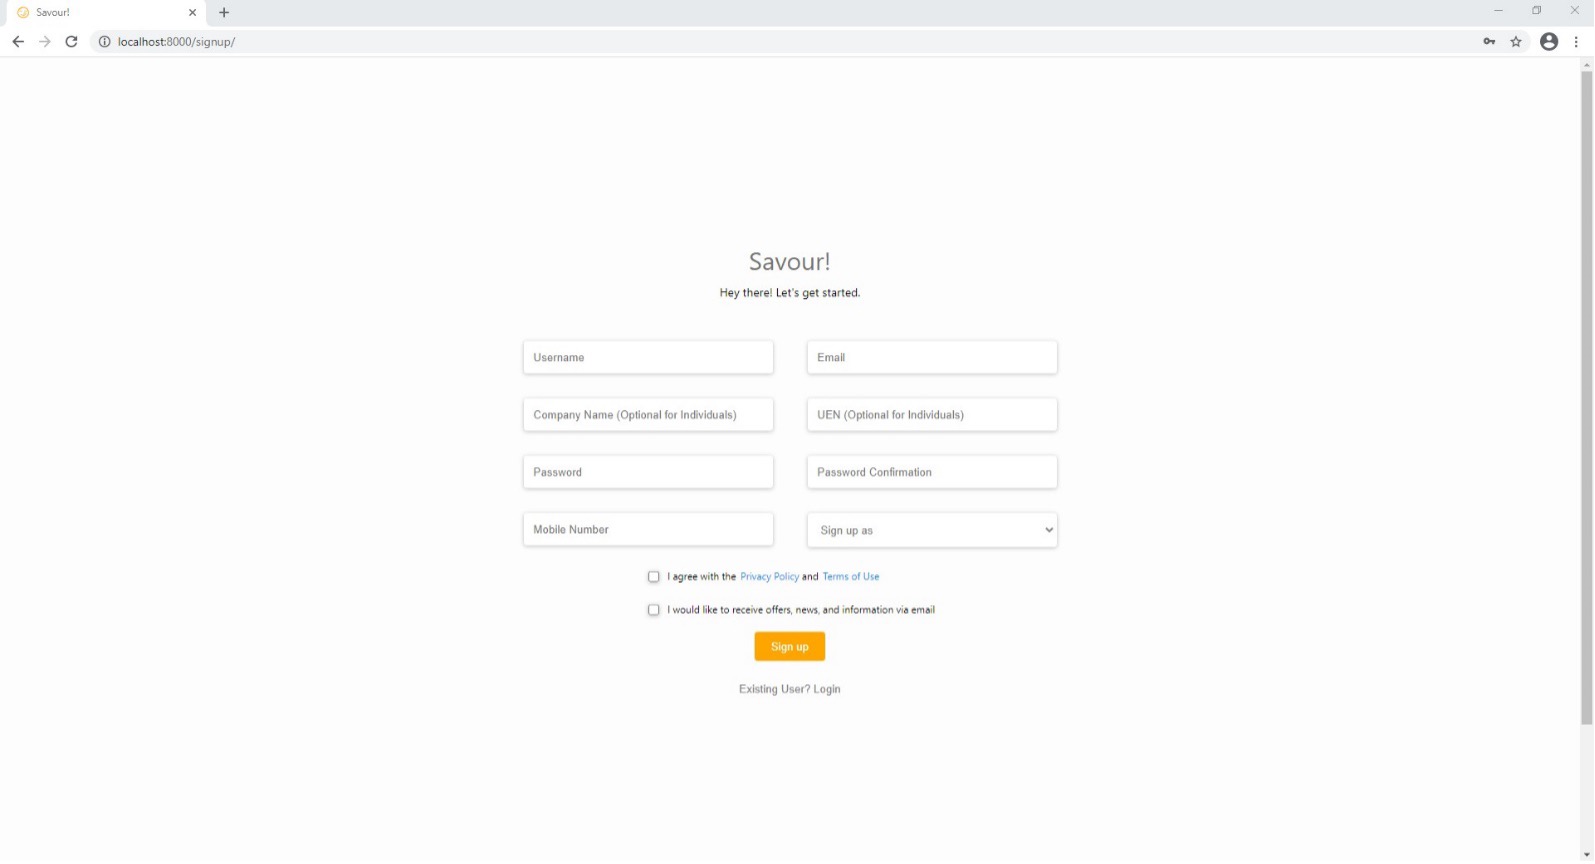 Savour!
localhost:8000/signup/
Savour!
Hey there! Let's get started.
Username
Email
Company Name (Optional for Individuals)
UEN (Optional for Individuals)
Password
Password Confirmation
Mobile Number
Sign up as
I agree with the Privacy Policy and Terms of Use
I would like to receive offers, news, and information via email
Sign up
Existing User? Login